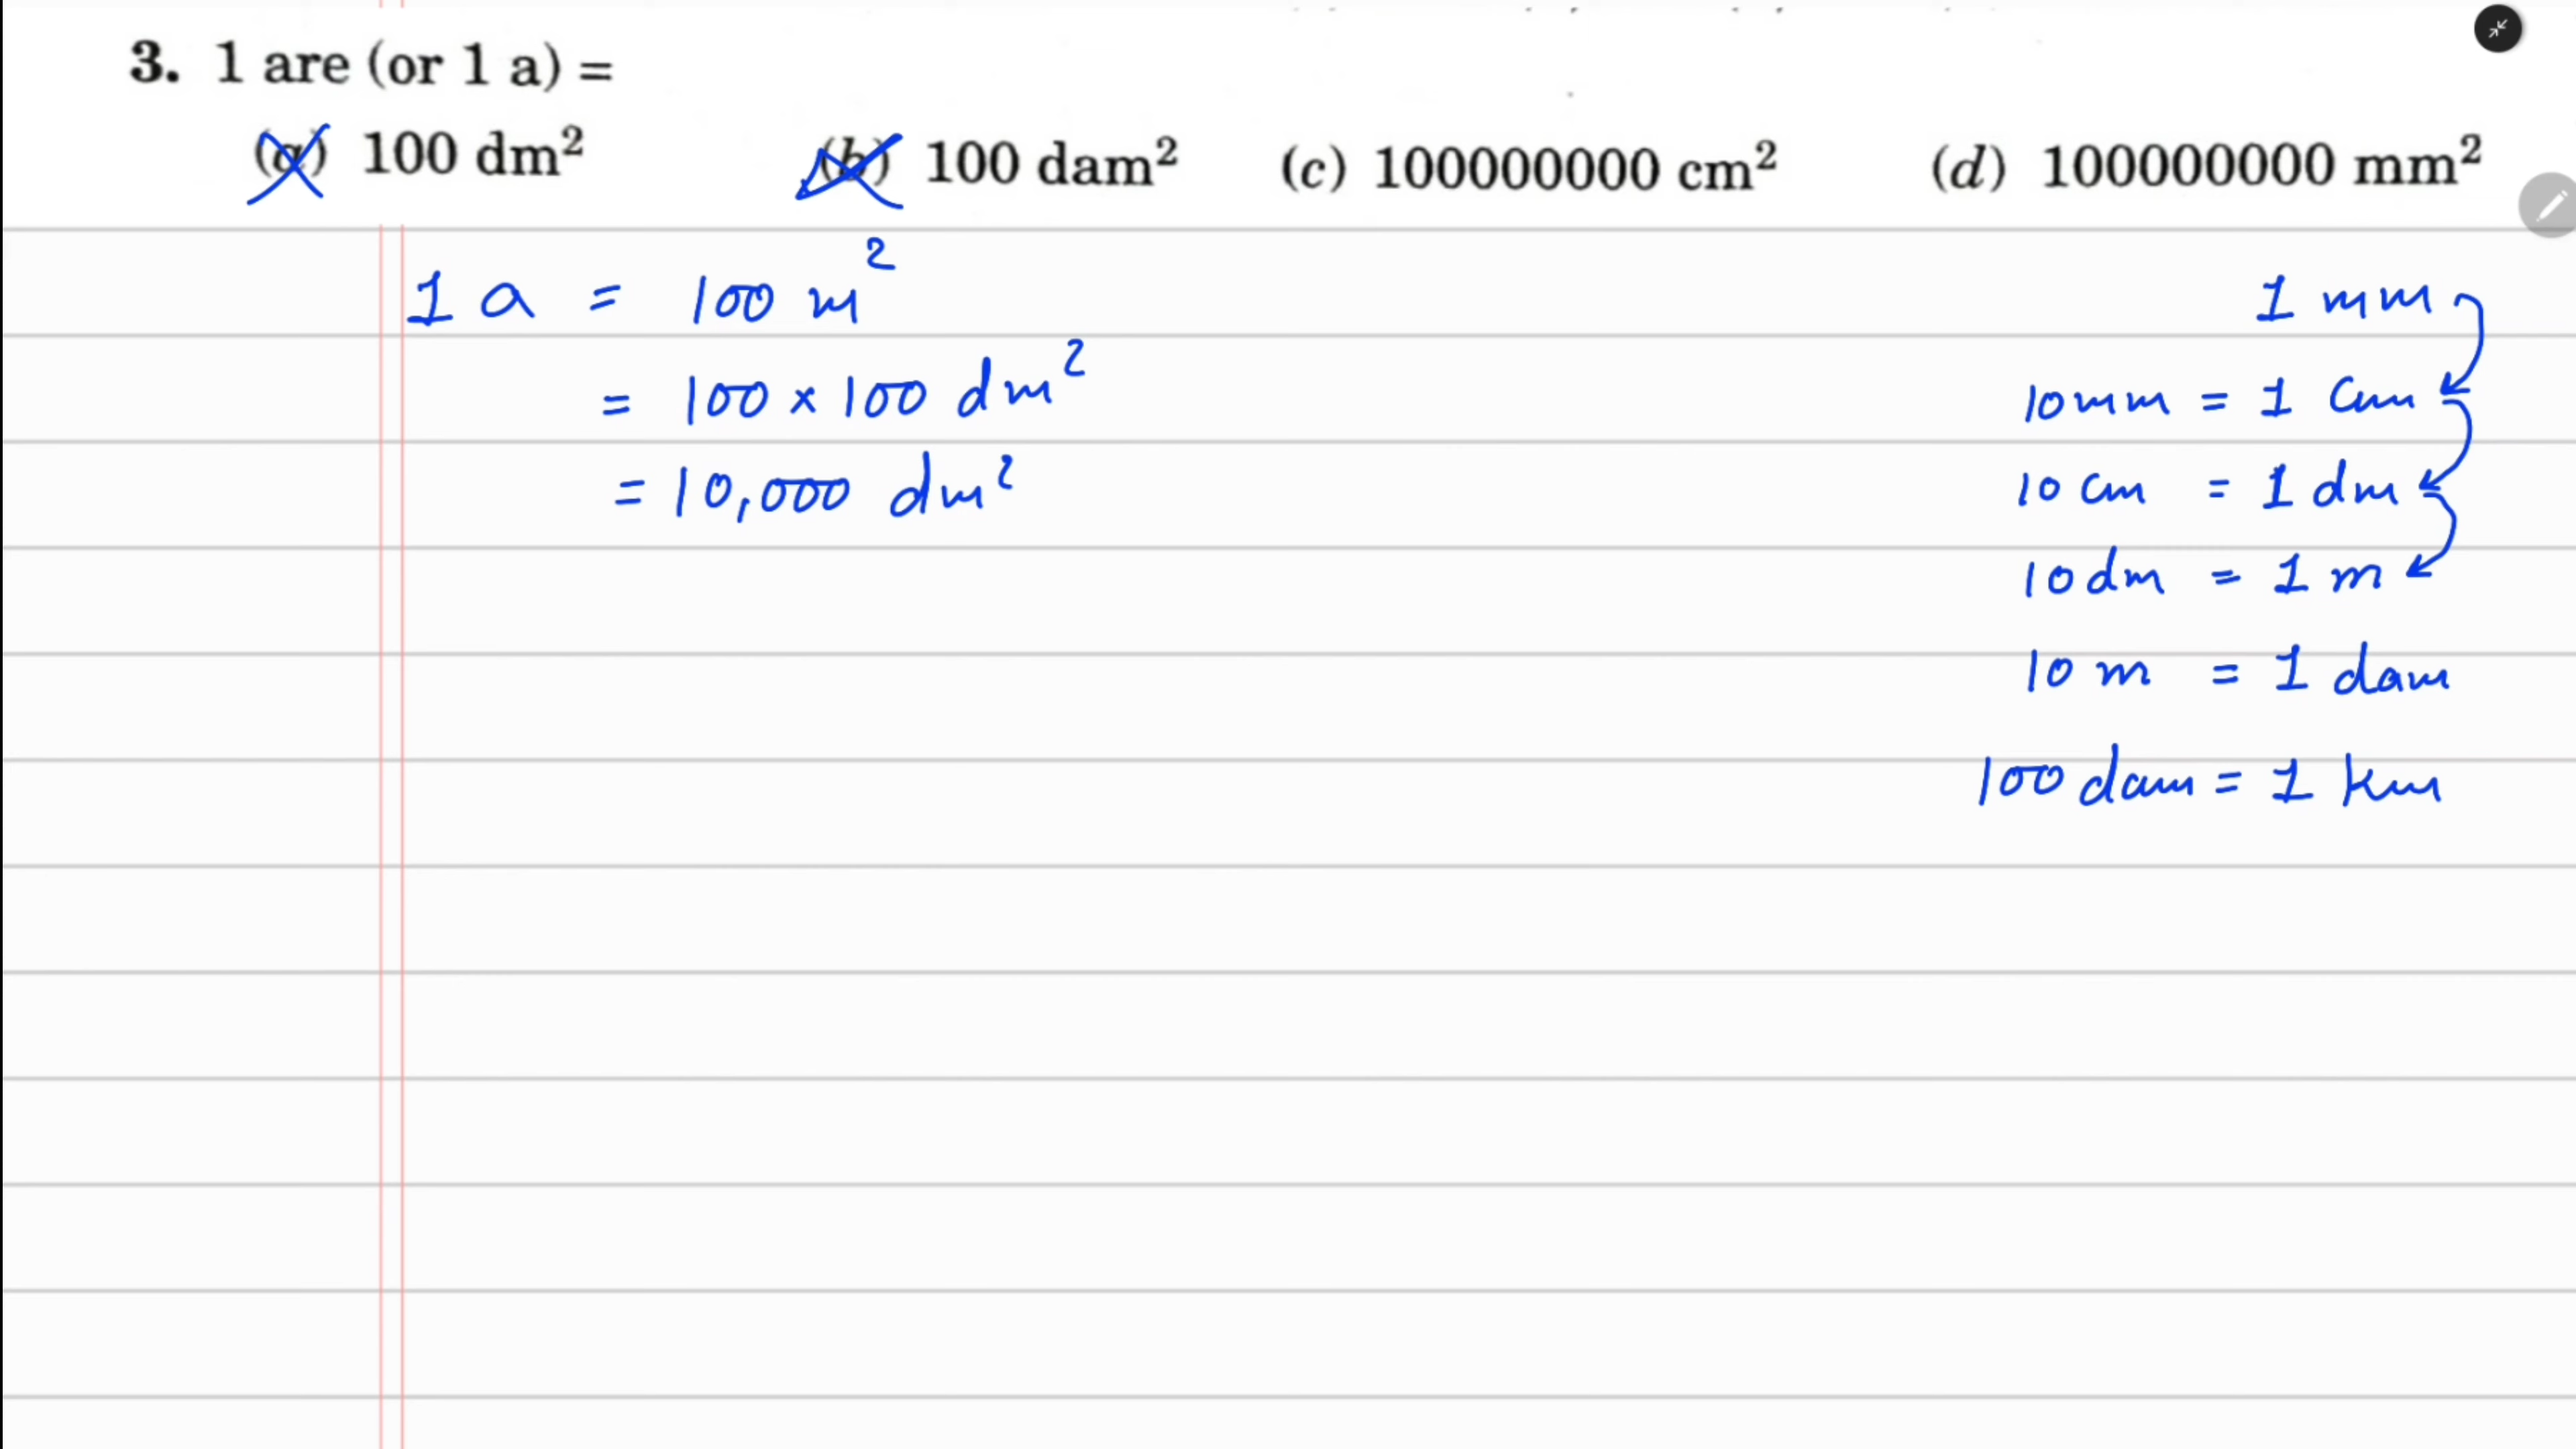 3. 1 are (or 1 a) =
(a) 100 dm² (b) 100 dam² (c) 100000000 cm² (d) 100000000 mm²
1 a = 100 m²
= 100 × 100 dm²
= 10,000 dm²
1 mm
10 mm = 1 cm
10 cm = 1 dm
10 dm = 1 m
10 m = 1 dam
100 dam = 1 km